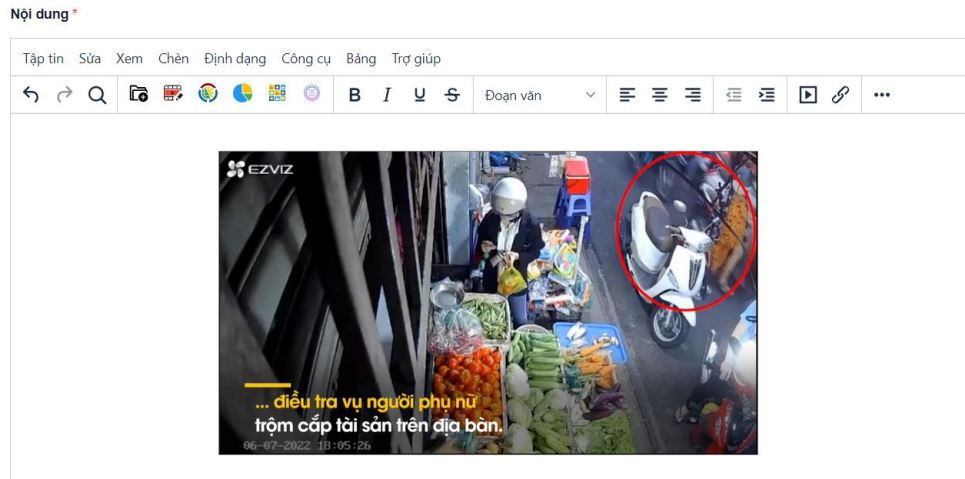 Nội dung *
Tập tin Sửa Xem Chèn Định dạng Công cụ Bảng Trợ giúp
B I U S Đoạn văn
EZVIZ
... điều tra vụ người phụ nữ
trộm cắp tài sản trên địa bàn.
06-07-2022 18:05:26